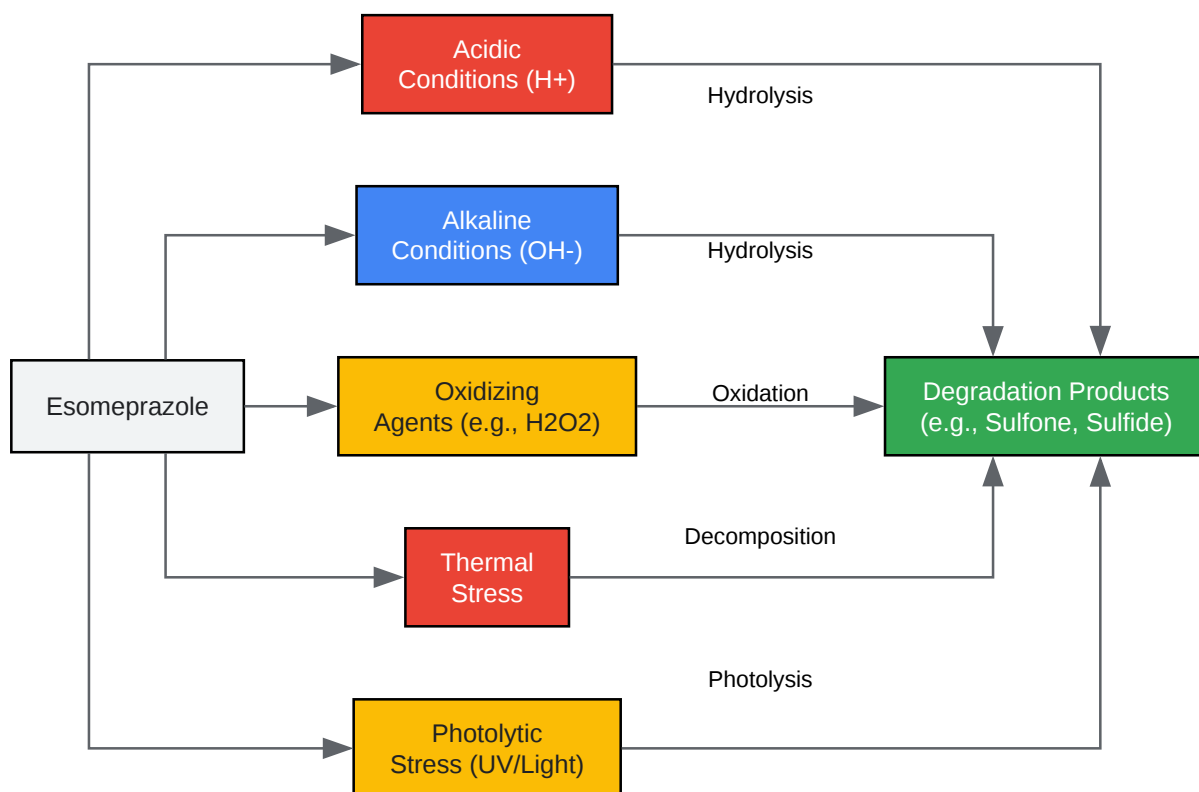 Acidic
Conditions (H+)
Hydrolysis
Alkaline
Conditions (OH-)
Hydrolysis
Esomeprazole
Oxidizing
Agents (e.g., H2O2)
Oxidation
Degradation Products
(e.g., Sulfone, Sulfide)
Thermal
Stress
Decomposition
Photolytic
Stress (UV/Light)
Photolysis